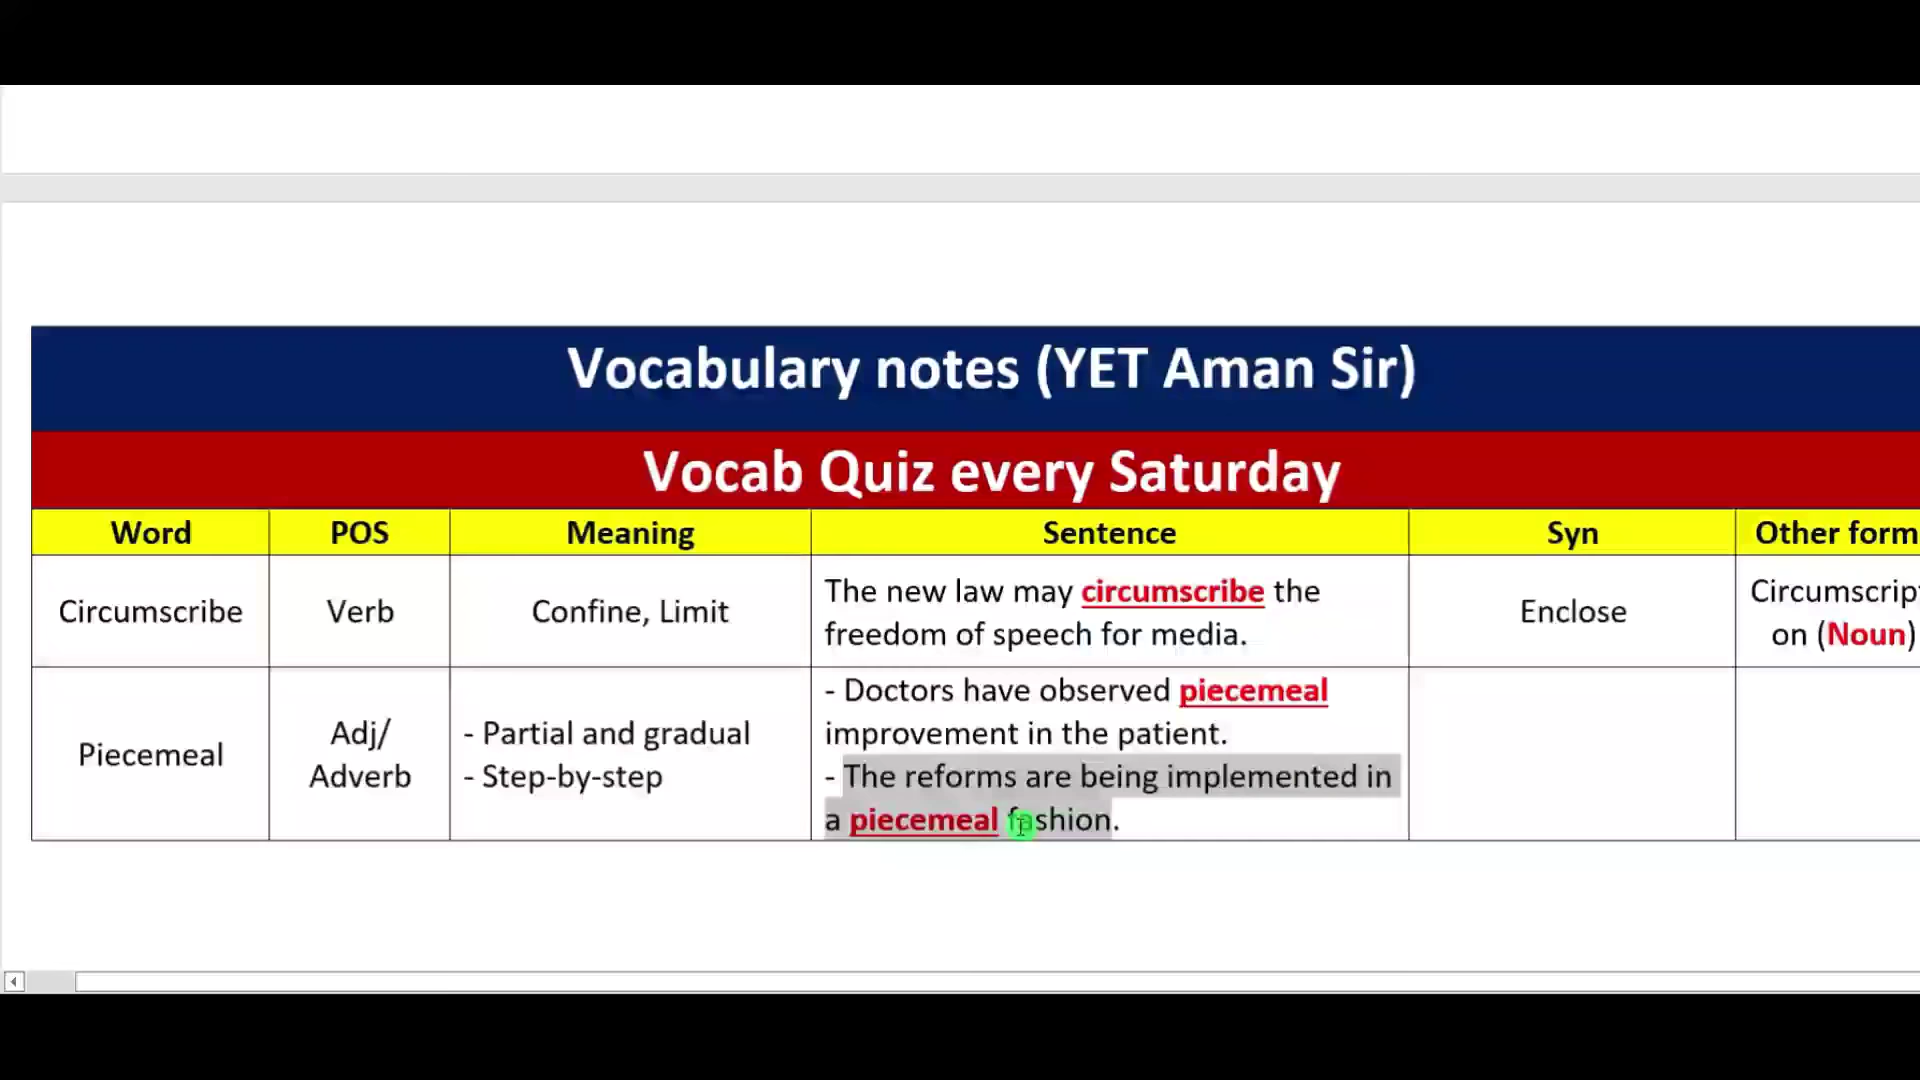 Vocabulary notes (YET Aman Sir)
Vocab Quiz every Saturday
Word POS Meaning Sentence Syn Other form
Circumscribe Verb Confine, Limit The new law may circumscribe the freedom of speech for media. Enclose Circumscript on (Noun)
Piecemeal
Adj/
Adverb
- Partial and gradual
- Step-by-step
- Doctors have observed piecemeal
improvement in the patient.
- The reforms are being implemented in
a piecemeal fashion.